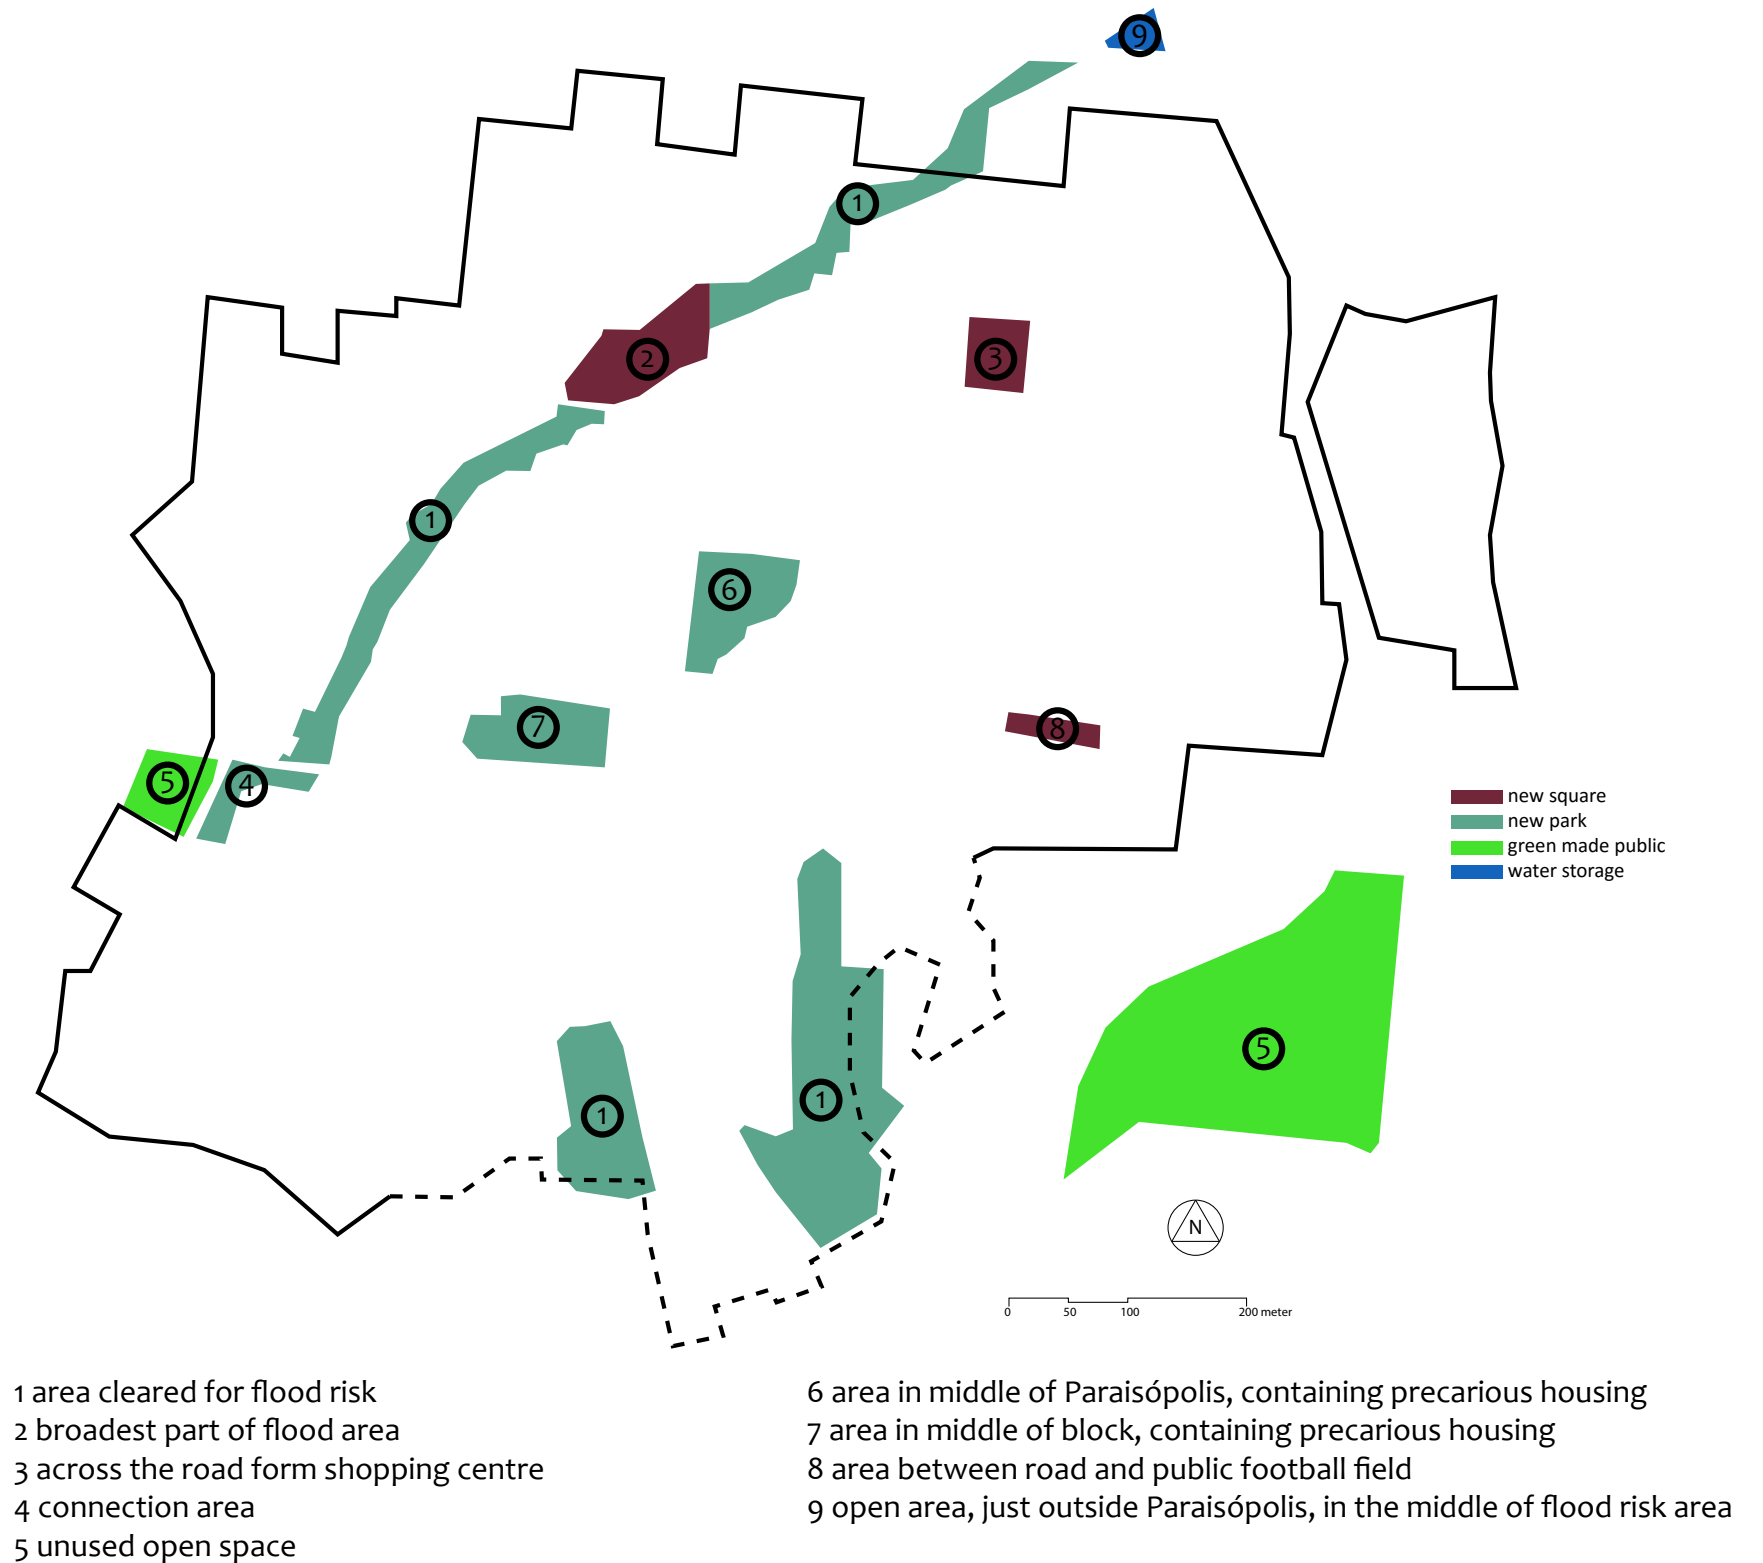 9
1
2
3
1
6
7
8
5
4
new square
new park
green made public
water storage
5
1
1
N
0 50 100 200 meter
1 area cleared for flood risk
2 broadest part of flood area
3 across the road form shopping centre
4 connection area
5 unused open space
6 area in middle of Paraisópolis, containing precarious housing
7 area in middle of block, containing precarious housing
8 area between road and public football field
9 open area, just outside Paraisópolis, in the middle of flood risk area